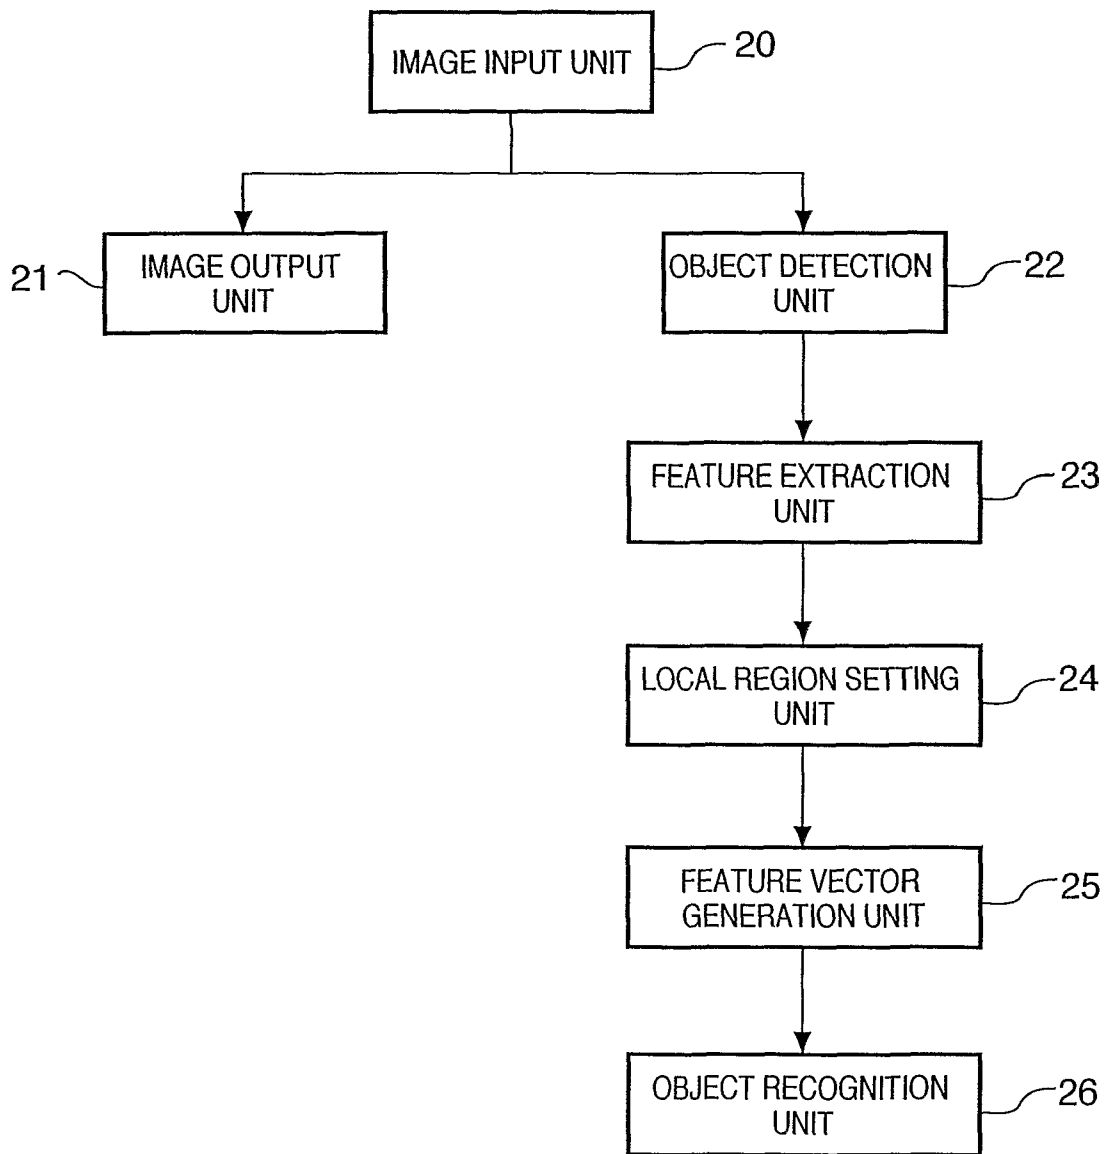 IMAGE INPUT UNIT
20
IMAGE OUTPUT
UNIT
21
OBJECT DETECTION
UNIT
22
FEATURE EXTRACTION
UNIT
23
LOCAL REGION SETTING
UNIT
24
FEATURE VECTOR
GENERATION UNIT
25
OBJECT RECOGNITION
UNIT
26